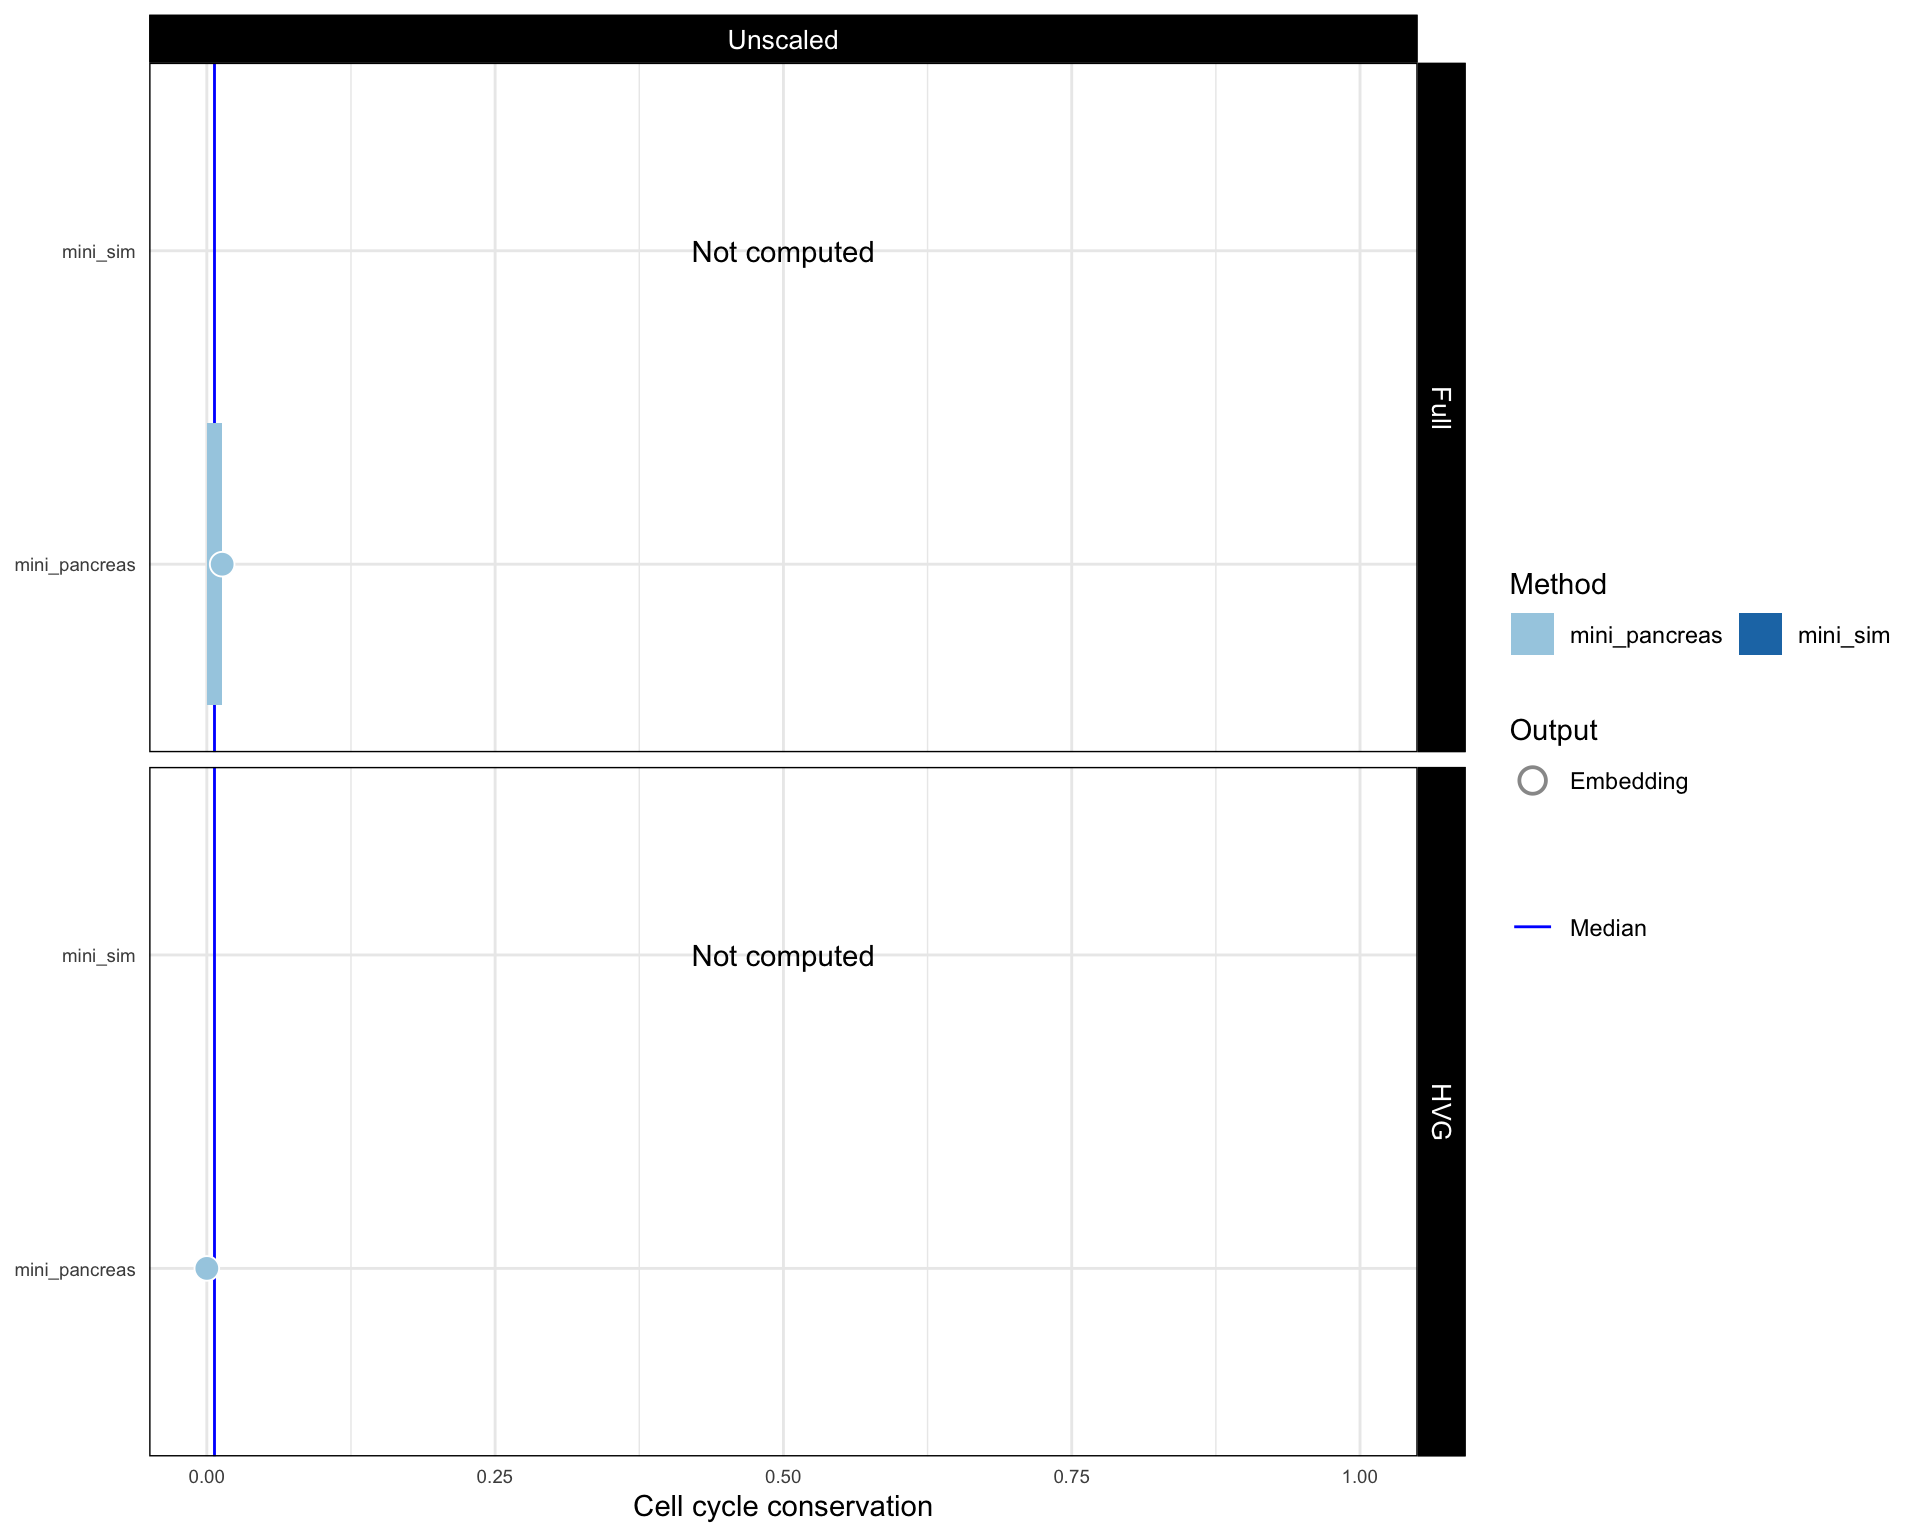 Unscaled
mini_sim
Not computed
Full
mini_pancreas
mini_sim
Not computed
HVG
mini_pancreas
0.00 0.25 0.50 0.75 1.00
Cell cycle conservation
Method
mini_pancreas mini_sim
Output
Embedding
Median